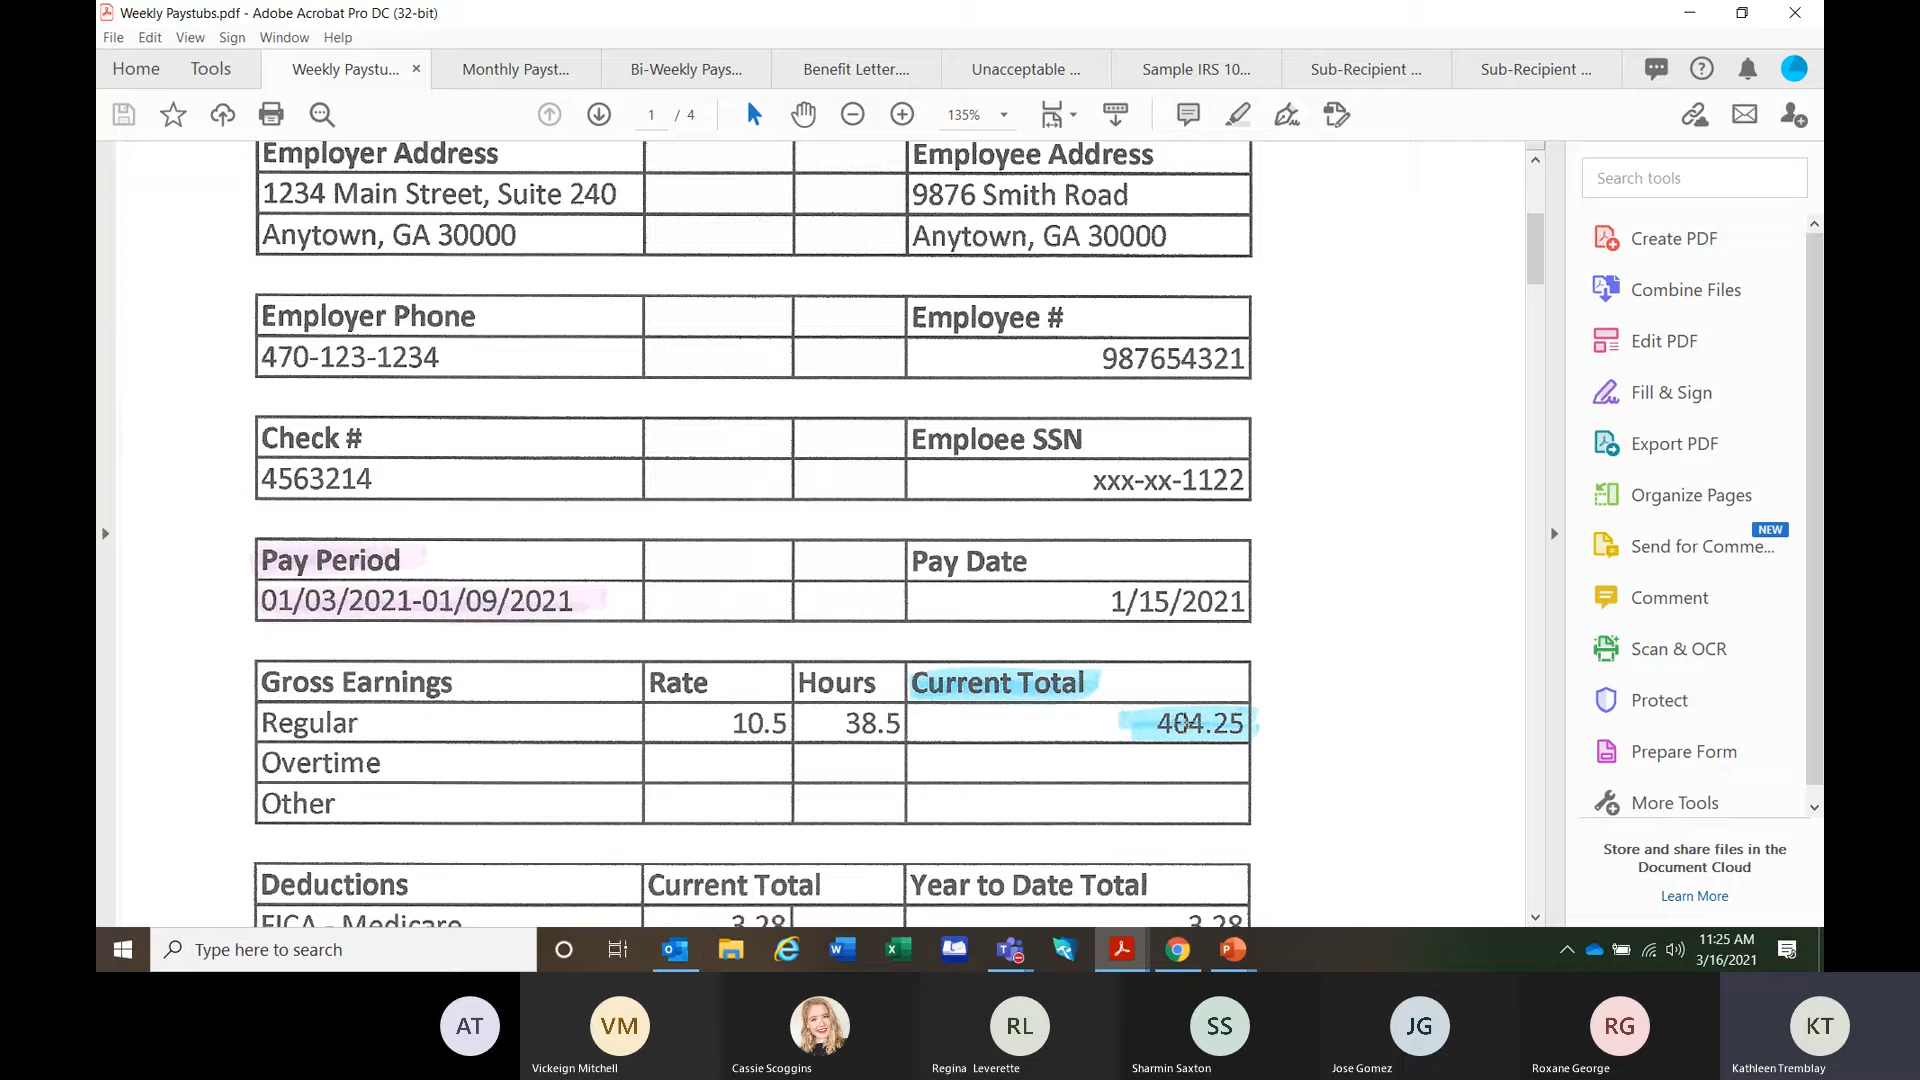 Weekly Paystubs.pdf - Adobe Acrobat Pro DC (32-bit)
File Edit View Sign Window Help
Home Tools Weekly Paystu... × Monthly Payst... Bi-Weekly Pays... Benefit Letter.... Unacceptable ... Sample IRS 10... Sub-Recipient ... Sub-Recipient ...
1 / 4 135%
Employer Address Employee Address
1234 Main Street, Suite 240 9876 Smith Road
Anytown, GA 30000 Anytown, GA 30000
Employer Phone Employee #
470-123-1234 987654321
Check # Emploee SSN
4563214 xxx-xx-1122
Pay Period Pay Date
01/03/2021-01/09/2021 1/15/2021
Gross Earnings Rate Hours Current Total
Regular 10.5 38.5 404.25
Overtime
Other
Deductions Current Total Year to Date Total
FICA - Medicare 3.28 3.28
Search tools
Create PDF
Combine Files
Edit PDF
Fill & Sign
Export PDF
Organize Pages
NEW
Send for Comme...
Comment
Scan & OCR
Protect
Prepare Form
More Tools
Store and share files in the
Document Cloud
Learn More
Type here to search
11:25 AM
3/16/2021
AT VM RL SS JG RG KT
Vickeign Mitchell Cassie Scoggins Regina Leverette Sharmin Saxton Jose Gomez Roxane George Kathleen Tremblay